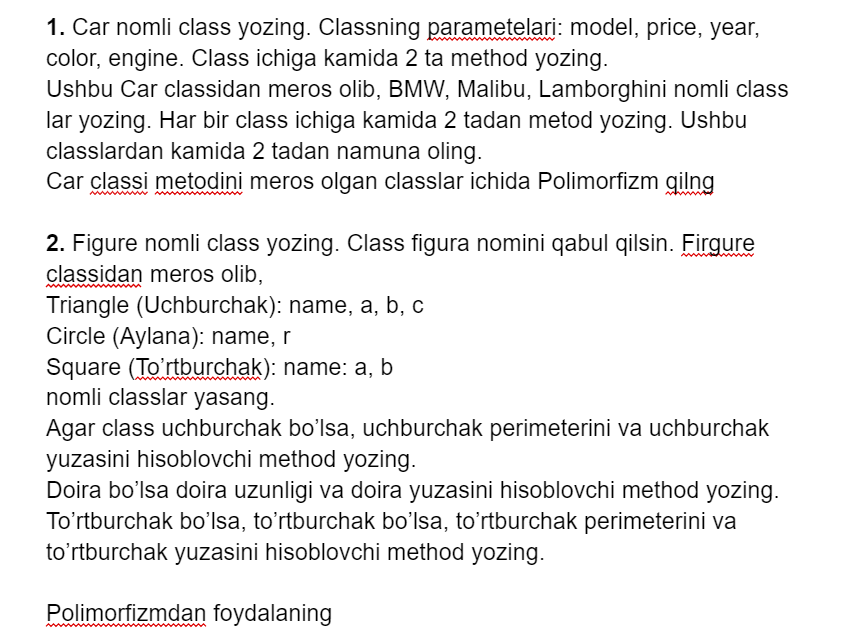 1. Car nomli class yozing. Classning parametelari: model, price, year,
color, engine. Class ichiga kamida 2 ta method yozing.
Ushbu Car classidan meros olib, BMW, Malibu, Lamborghini nomli class
lar yozing. Har bir class ichiga kamida 2 tadan metod yozing. Ushbu
classlardan kamida 2 tadan namuna oling.
Car classi metodini meros olgan classlar ichida Polimorfizm qilng
2. Figure nomli class yozing. Class figura nomini qabul qilsin. Firgure
classidan meros olib,
Triangle (Uchburchak): name, a, b, c
Circle (Aylana): name, r
Square (To’rtburchak): name: a, b
nomli classlar yasang.
Agar class uchburchak bo’lsa, uchburchak perimeterini va uchburchak
yuzasini hisoblovchi method yozing.
Doira bo’lsa doira uzunligi va doira yuzasini hisoblovchi method yozing.
To’rtburchak bo’lsa, to’rtburchak bo’lsa, to’rtburchak perimeterini va
to’rtburchak yuzasini hisoblovchi method yozing.
Polimorfizmdan foydalaning